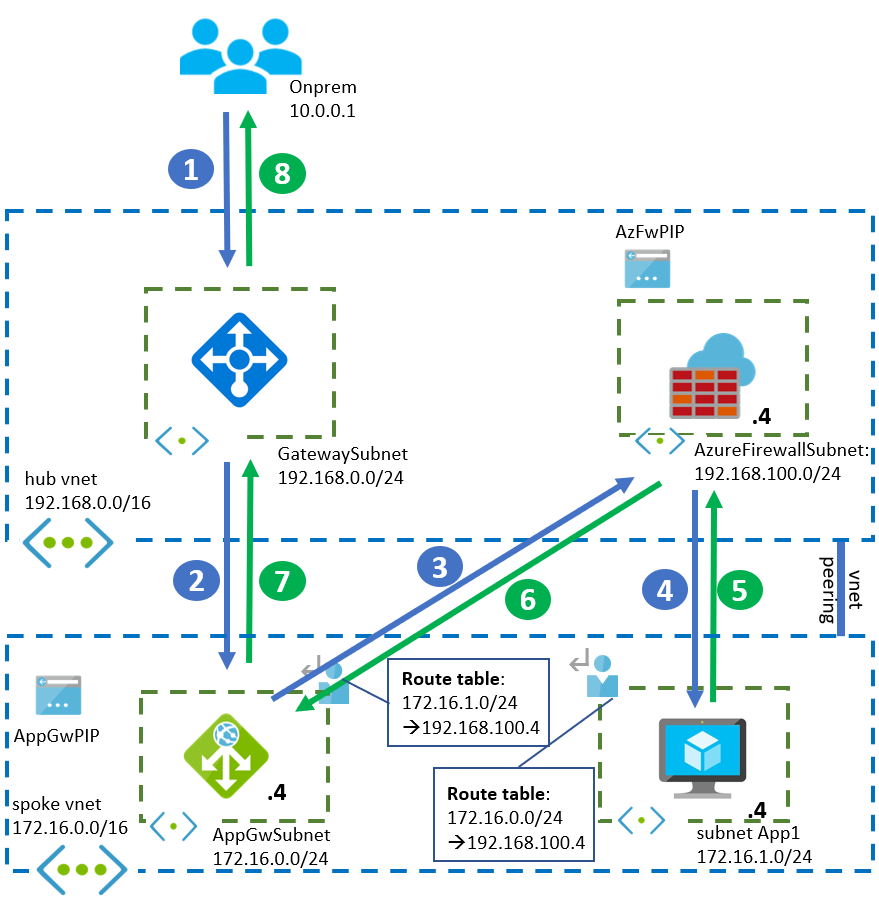 Onprem
10.0.0.1
1
8
AzFwPIP
.4
GatewaySubnet
192.168.0.0/24
AzureFirewallSubnet:
192.168.100.0/24
hub vnet
192.168.0.0/16
2
7
3
6
4
5
vnet
peering
Route table:
172.16.1.0/24
→192.168.100.4
AppGwPIP
.4
Route table:
172.16.0.0/24
→192.168.100.4
.4
spoke vnet
172.16.0.0/16
AppGwSubnet
172.16.0.0/24
subnet App1
172.16.1.0/24